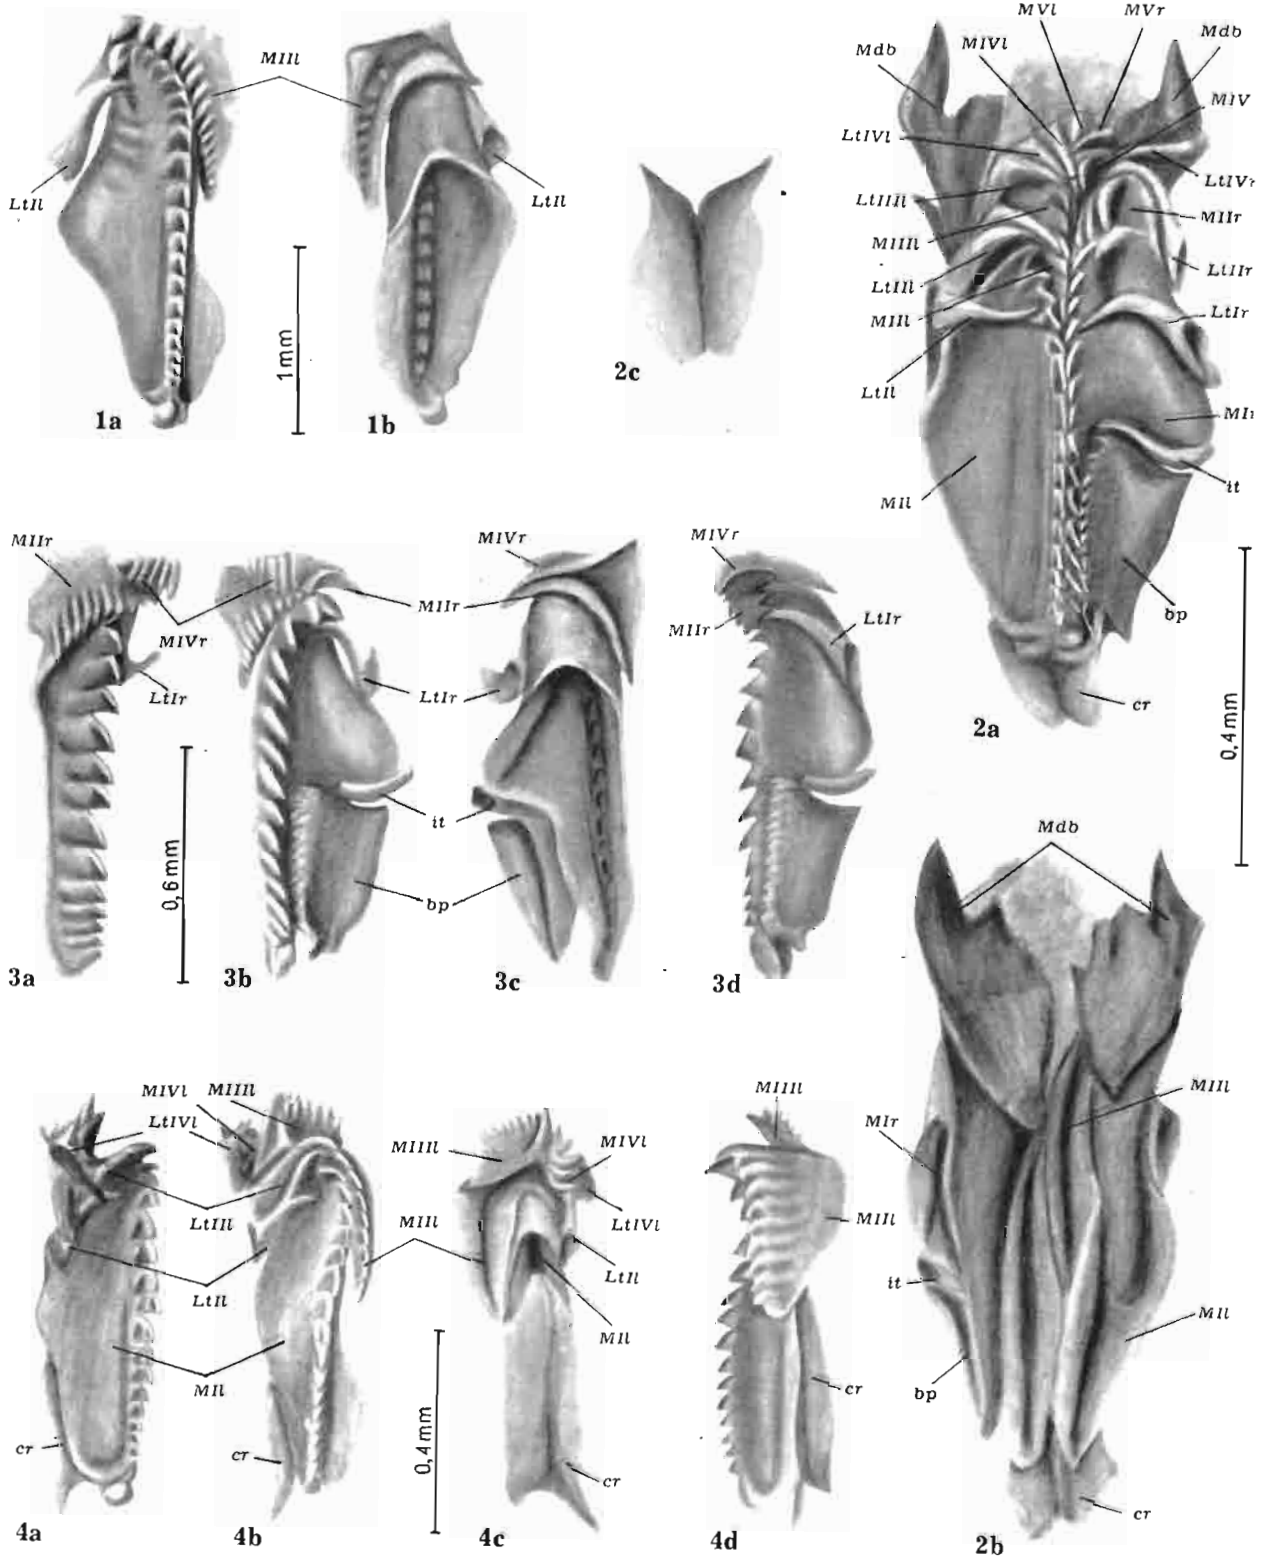 MIIl
LtIl
LtIl
1mm
1a
1b
2c
MVl
MVr
Mdb
MIVl
Mdb
MIV
LtIVl
LtIVr
LtIIIl
MIIr
MIIIl
LtIIr
LtIIl
LtIr
MIIl
LtIl
MIr
MIl
it
bp
cr
2a
0,4mm
MIIr
MIVr
MIVr
MIIr
LtIr
MIVr
MIIr
LtIr
LtIr
it
bp
0,6mm
3a
3b
3c
3d
Mdb
MIIl
MIr
it
MIl
bp
cr
2b
MIVl
MIIIl
LtIVl
LtIIl
LtIl
MIl
cr
cr
MIIIl
MIVl
LtIVl
MIIl
LtIl
MIl
cr
0,4mm
MIIIl
MIIl
cr
4a
4b
4c
4d